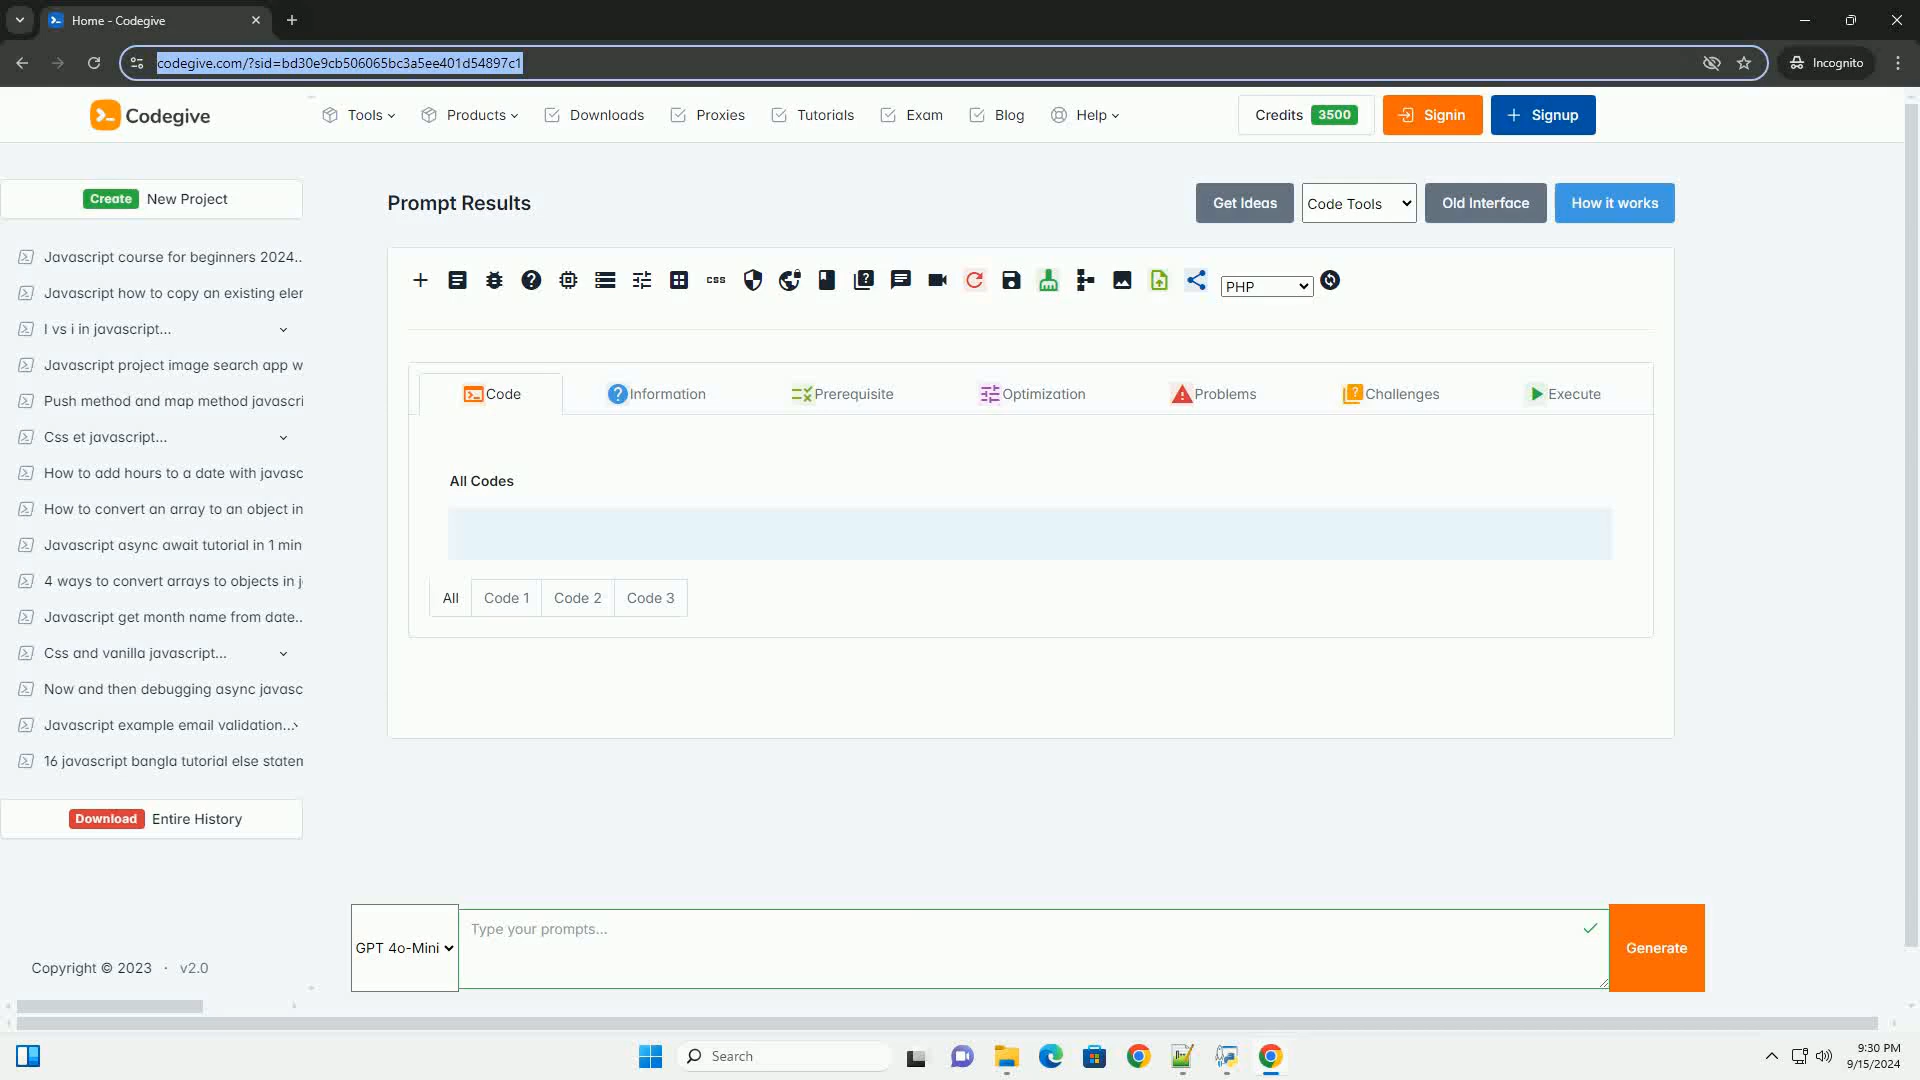 Home - Codegive
codegive.com/?sid=bd30e9cb506065bc3a5ee401d54897c1
Incognito
Codegive
Tools
Products
Downloads
Proxies
Tutorials
Exam
Blog
Help
Credits 3500
Signin
Signup
Create New Project
Javascript course for beginners 2024...
Javascript how to copy an existing eler
I vs i in javascript...
Javascript project image search app w
Push method and map method javascri
Css et javascript...
How to add hours to a date with javasc
How to convert an array to an object in
Javascript async await tutorial in 1 min
4 ways to convert arrays to objects in j
Javascript get month name from date...
Css and vanilla javascript...
Now and then debugging async javasc
Javascript example email validation...
16 javascript bangla tutorial else staten
Download Entire History
Copyright © 2023 · v2.0
Prompt Results
Get Ideas
Code Tools
Old Interface
How it works
css
PHP
Code
Information
Prerequisite
Optimization
Problems
Challenges
Execute
All Codes
All
Code 1
Code 2
Code 3
GPT 4o-Mini
Type your prompts...
Generate
Search
9:30 PM
9/15/2024